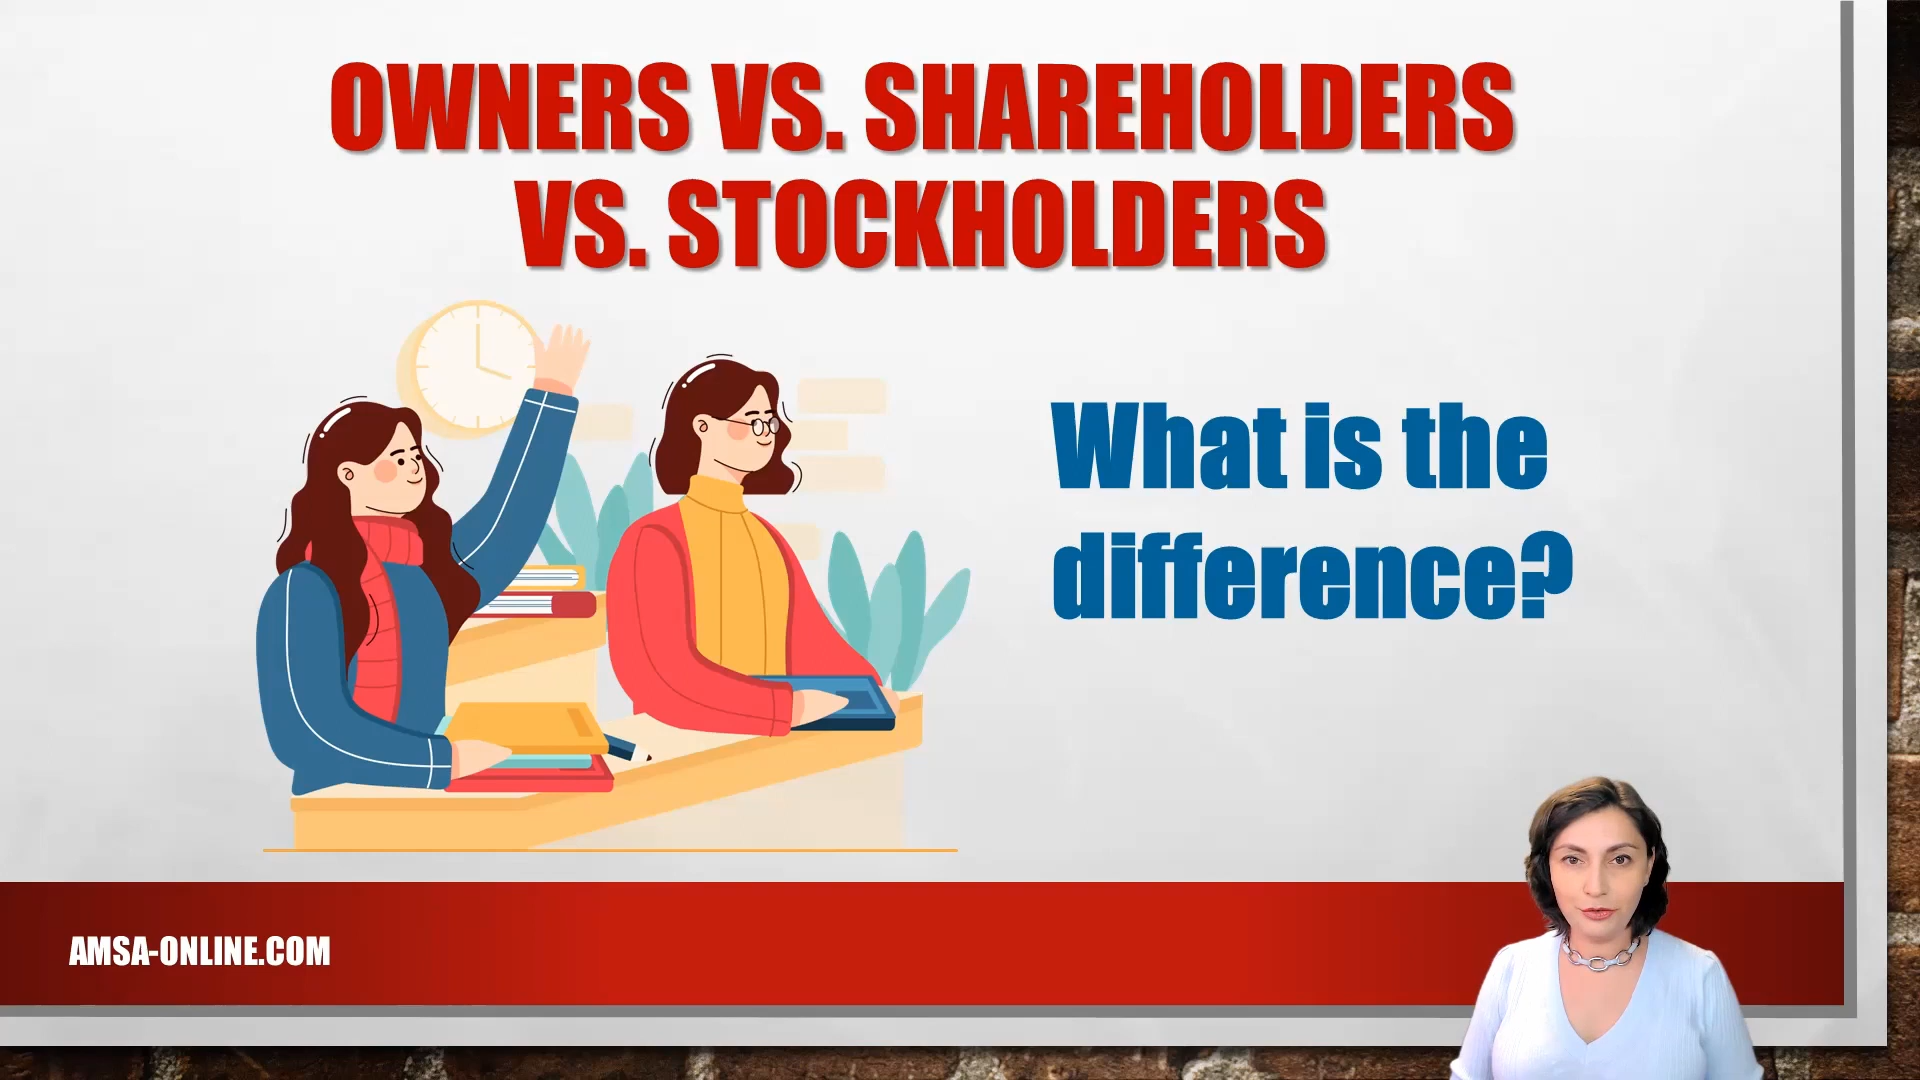 OWNERS VS. SHAREHOLDERS
VS. STOCKHOLDERS
What is the
difference?
AMSA-ONLINE.COM